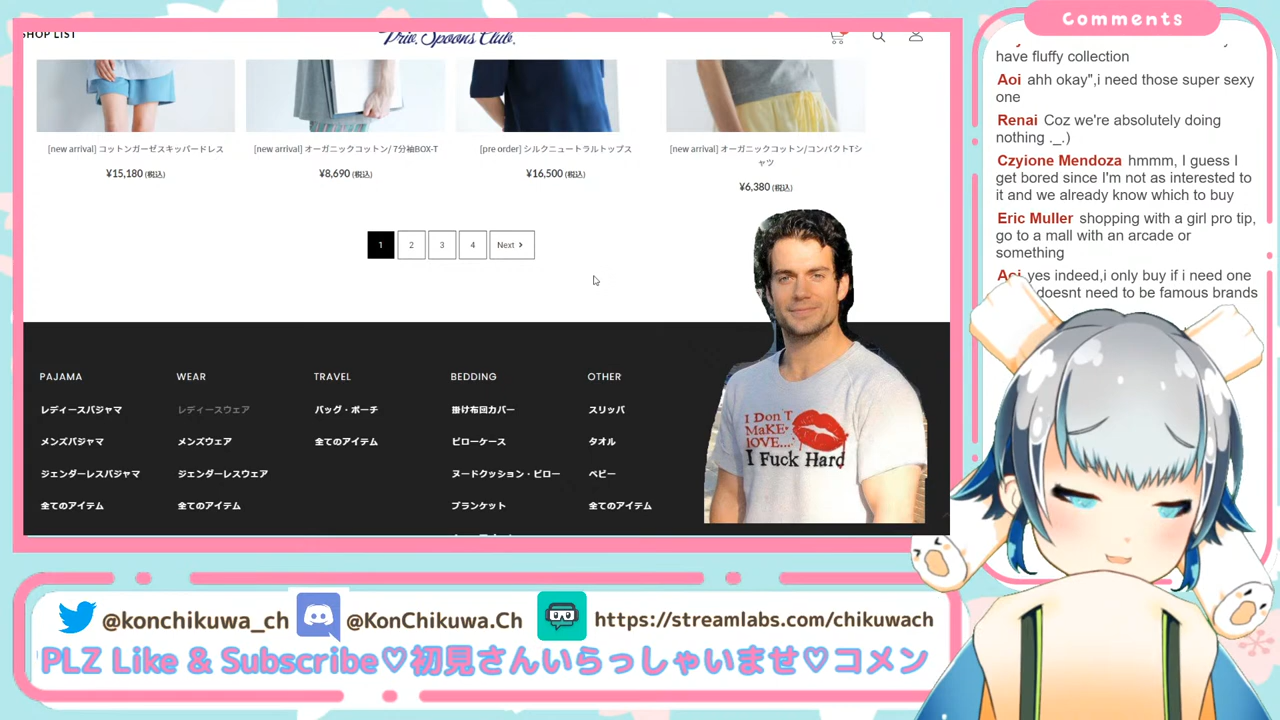 SHOP LIST
Priv. Spoons Club.
[new arrival] コットンガーゼスキッパードレス
¥15,180 (税込)
[new arrival] オーガニックコットン/ 7分袖BOX-T
¥8,690 (税込)
[pre order] シルクニュートラルトップス
¥16,500 (税込)
[new arrival] オーガニックコットン/コンパクトTシ
ャツ
¥6,380 (税込)
1 2 3 4 Next
PAJAMA
レディースパジャマ
メンズパジャマ
ジェンダーレスパジャマ
全てのアイテム
WEAR
レディースウェア
メンズウェア
ジェンダーレスウェア
全てのアイテム
TRAVEL
バッグ・ポーチ
全てのアイテム
BEDDING
掛け布団カバー
ピローケース
ヌードクッション・ピロー
ブランケット
OTHER
スリッパ
タオル
ベビー
全てのアイテム
I DON'T
MAKE
LOVE...
I Fuck Hard
Comments
have fluffy collection
Aoi ahh okay",i need those super sexy
one
Renai Coz we're absolutely doing
nothing ._.)
Czyione Mendoza hmmm, I guess I
get bored since I'm not as interested to
it and we already know which to buy
Eric Muller shopping with a girl pro tip,
go to a mall with an arcade or
something
Aoi yes indeed,i only buy if i need one
doesnt need to be famous brands
@konchikuwa_ch @KonChikuwa.Ch https://streamlabs.com/chikuwach
PLZ Like & Subscribe♡初見さんいらっしゃいませ♡コメン